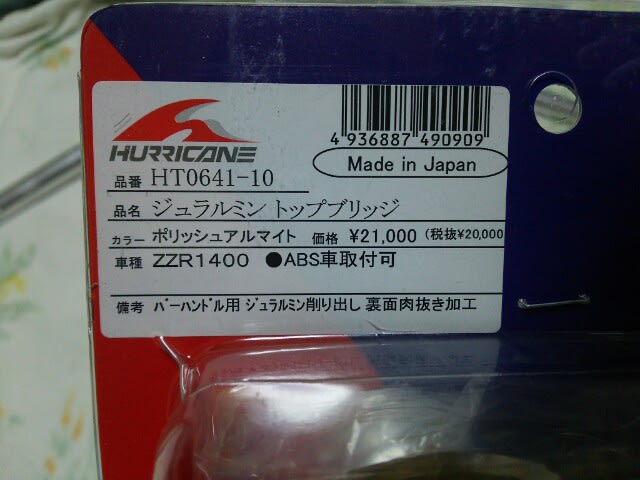 HURRICANE
4 936887 490909
Made in Japan
品番 HT0641-10
品名 ジュラルミン トップブリッジ
カラー ポリッシュアルマイト 価格 ¥21,000 (税抜¥20,000
車種 ZZR1400 ●ABS車取付可
備考 バーハンドル用 ジュラルミン削り出し 裏面肉抜き加工